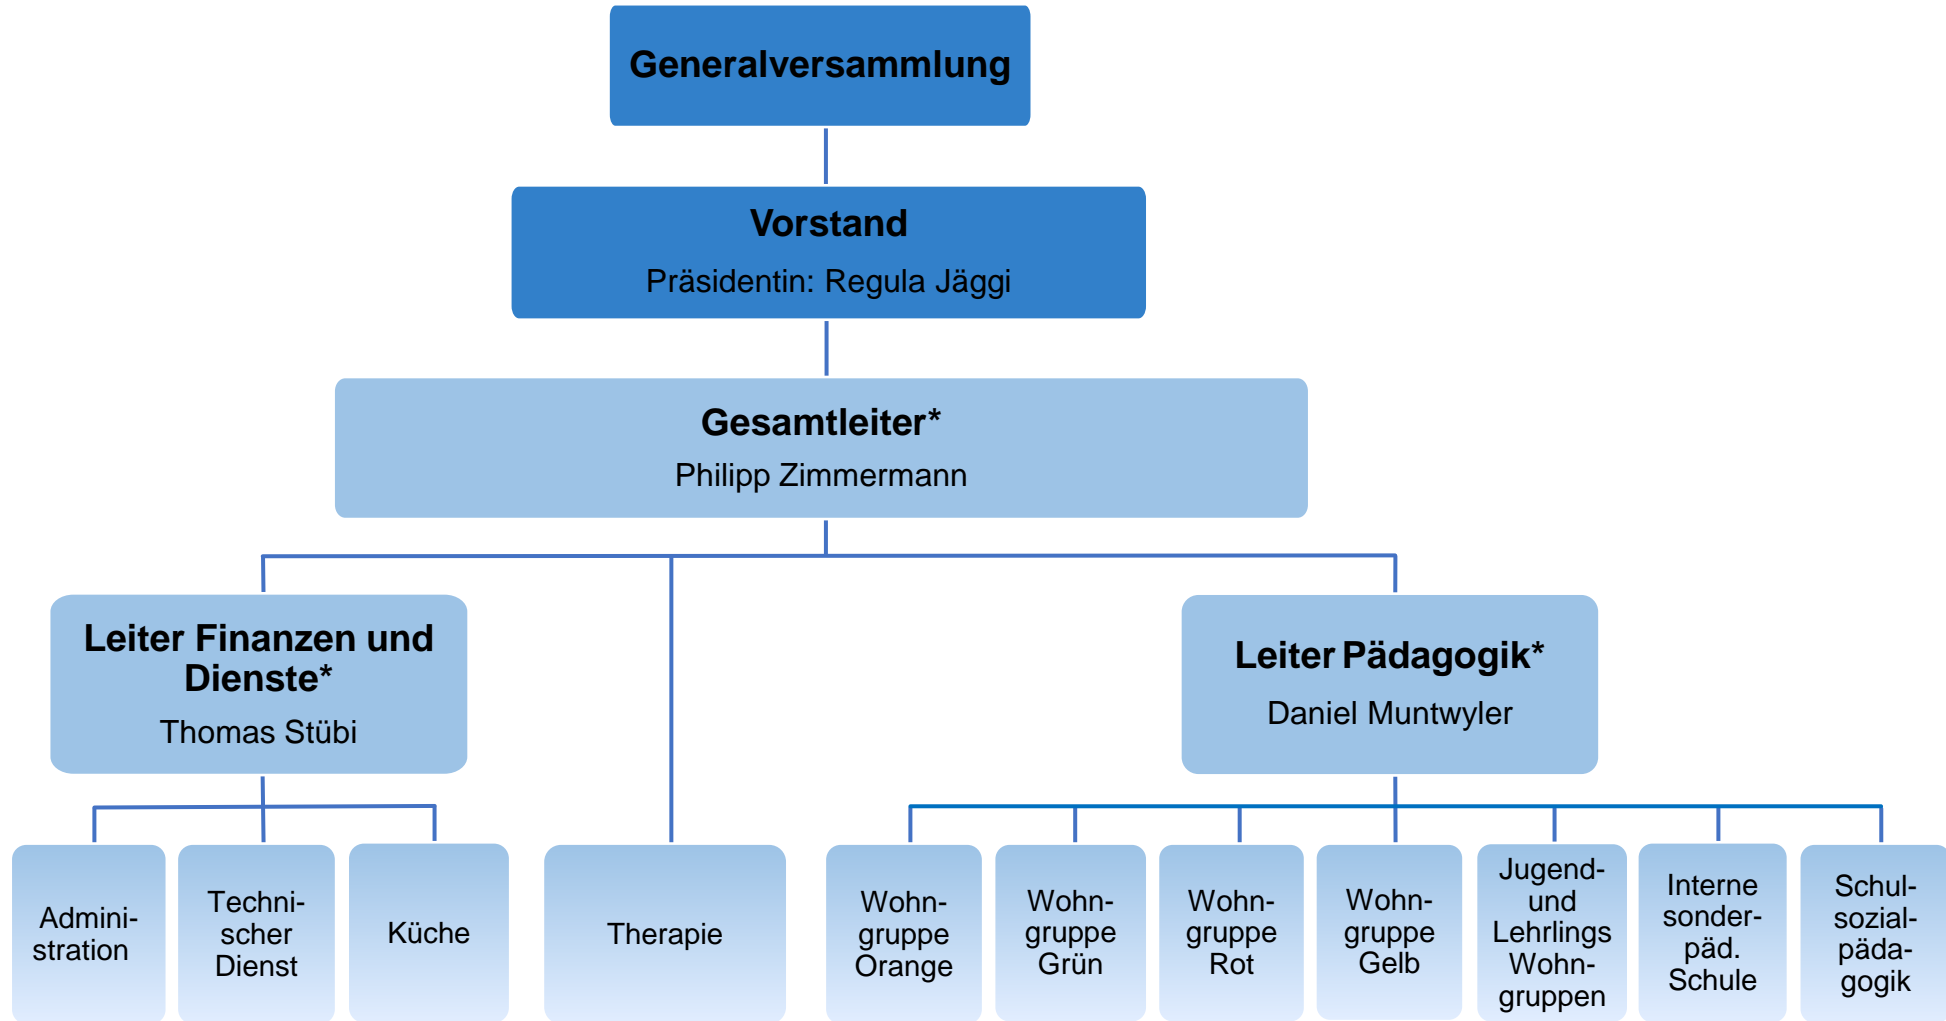 Generalversammlung
Vorstand
Präsidentin: Regula Jäggi
Gesamtleiter*
Philipp Zimmermann
Leiter Finanzen und
Dienste*
Thomas Stübi
Leiter Pädagogik*
Daniel Muntwyler
Admini-
stration
Techni-
scher
Dienst
Küche
Therapie
Wohn-
gruppe
Orange
Wohn-
gruppe
Grün
Wohn-
gruppe
Rot
Wohn-
gruppe
Gelb
Jugend-
und
Lehrlings
Wohn-
gruppen
Interne
sonder-
päd.
Schule
Schul-
sozial-
päda-
gogik